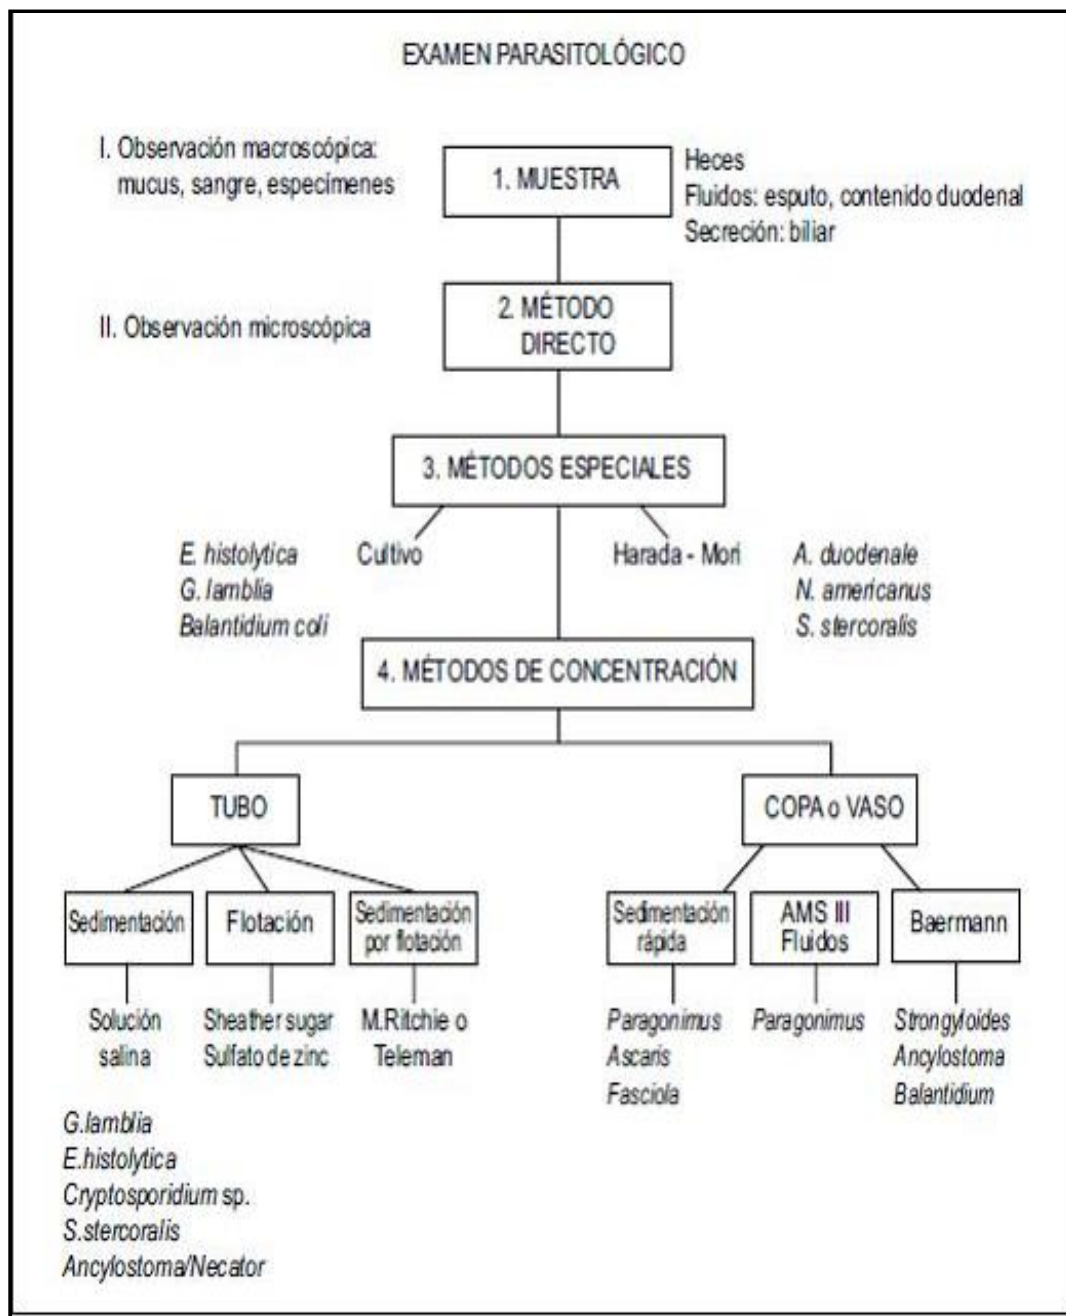 EXAMEN PARASITOLÓGICO
I. Observación macroscópica:
mucus, sangre, especímenes
1. MUESTRA
Heces
Fluidos: esputo, contenido duodenal
Secreción: biliar
II. Observación microscópica
2. MÉTODO
DIRECTO
3. MÉTODOS ESPECIALES
E. histolytica
G. lamblia
Balantidium coli
Cultivo
Harada - Mori
A. duodenale
N. americanus
S. stercoralis
4. MÉTODOS DE CONCENTRACIÓN
TUBO
COPA o VASO
Sedimentación
Flotación
Sedimentación
por flotación
Sedimentación
rápida
AMS III
Fluidos
Baermann
Solución
salina
Sheather sugar
Sulfato de zinc
M.Ritchie o
Teleman
Paragonimus
Ascaris
Fasciola
Paragonimus
Strongyloides
Ancylostoma
Balantidium
G.lamblia
E.histolytica
Cryptosporidium sp.
S.stercoralis
Ancylostoma/Necator